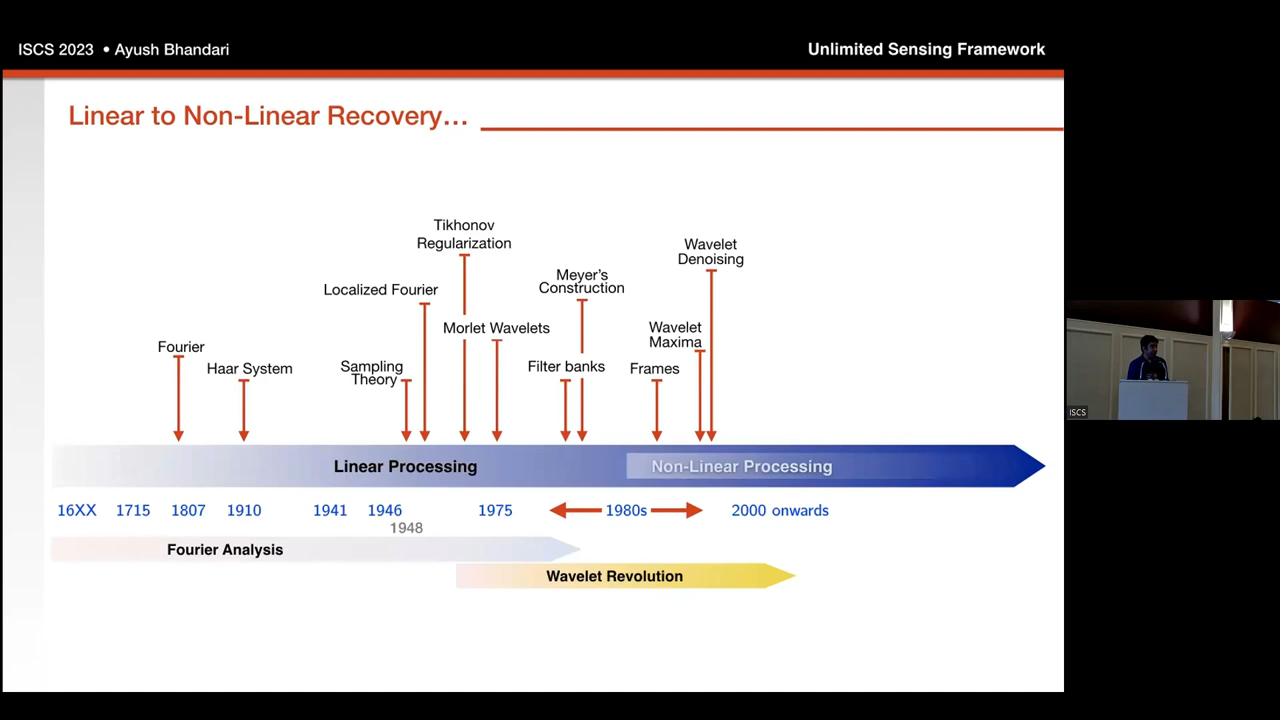 ISCS 2023 • Ayush Bhandari
Unlimited Sensing Framework
Linear to Non-Linear Recovery…
Tikhonov
Regularization
Wavelet
Denoising
Meyer's
Construction
Localized Fourier
Morlet Wavelets
Wavelet
Maxima
Fourier
Haar System
Sampling
Theory
Filter banks
Frames
Linear Processing
Non-Linear Processing
16XX 1715 1807 1910 1941 1946 1975 1980s 2000 onwards
1948
Fourier Analysis
Wavelet Revolution
ISCS